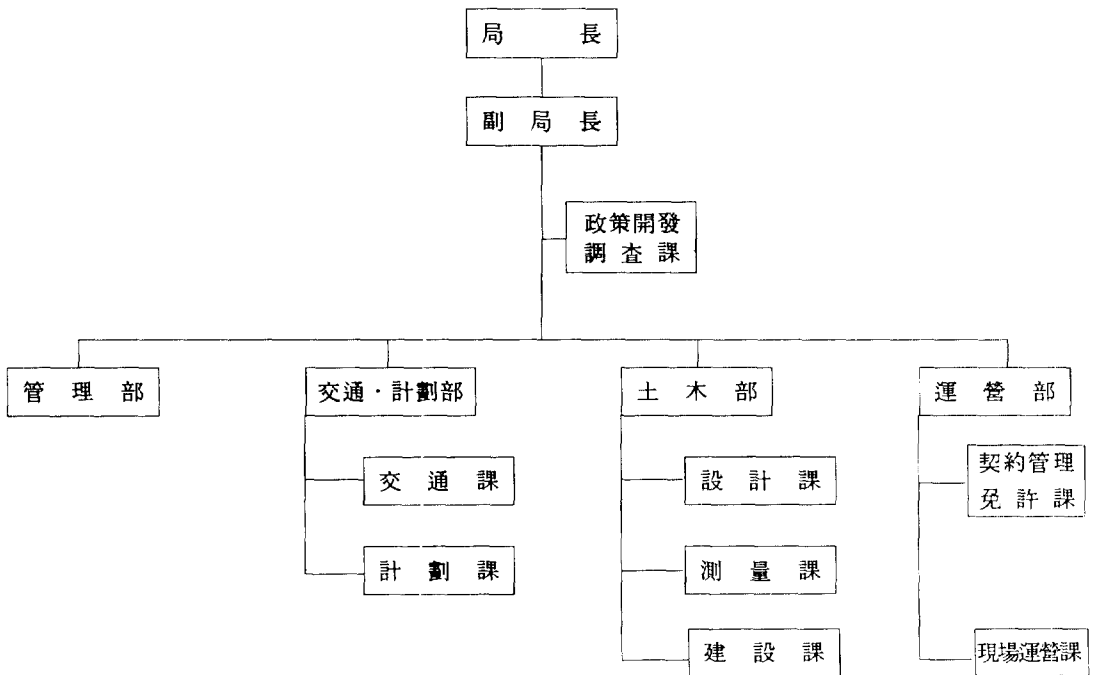 局長
副局長
政策開發
調査課
管理部
交通·計劃部
土木部
運營部
交通課
設計課
契約管理
免許課
計劃課
測量課
建設課
現場運營課